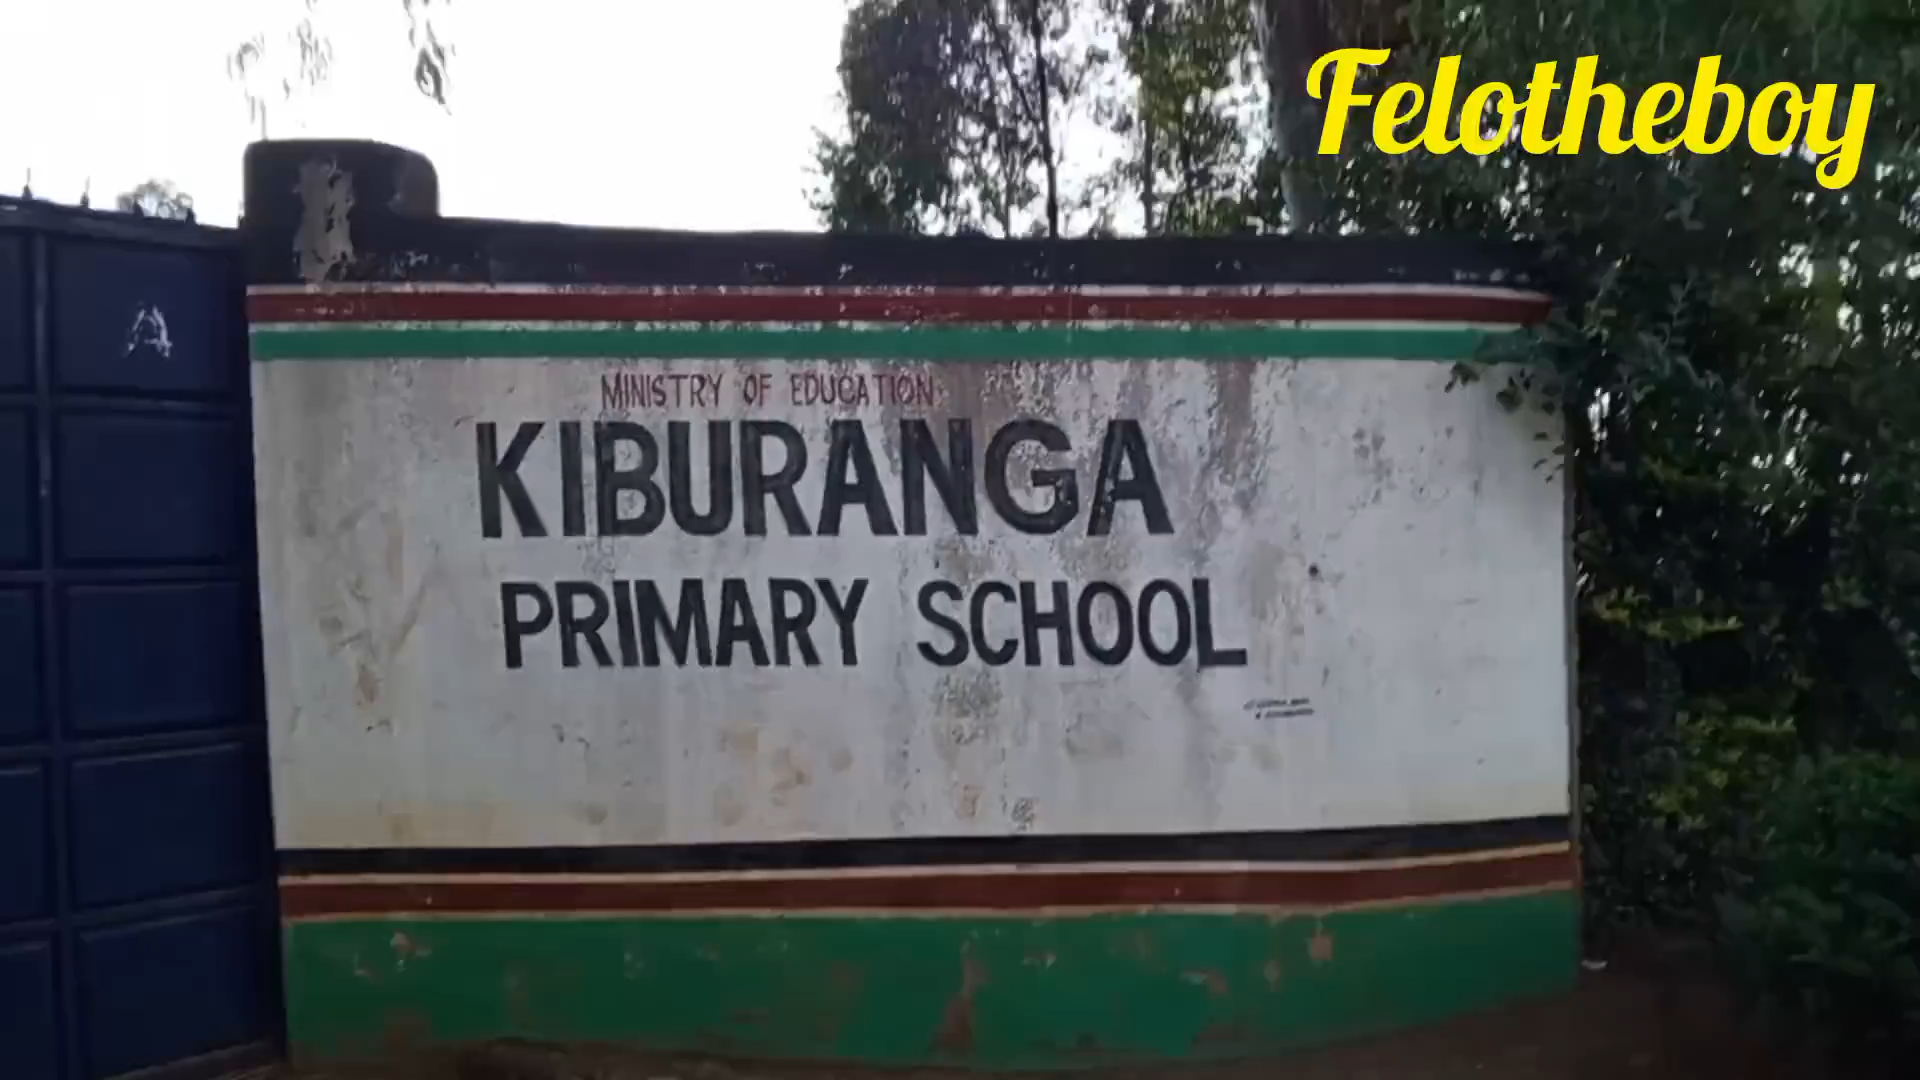 Felotheboy
A
MINISTRY OF EDUCATION
KIBURANGA
PRIMARY SCHOOL